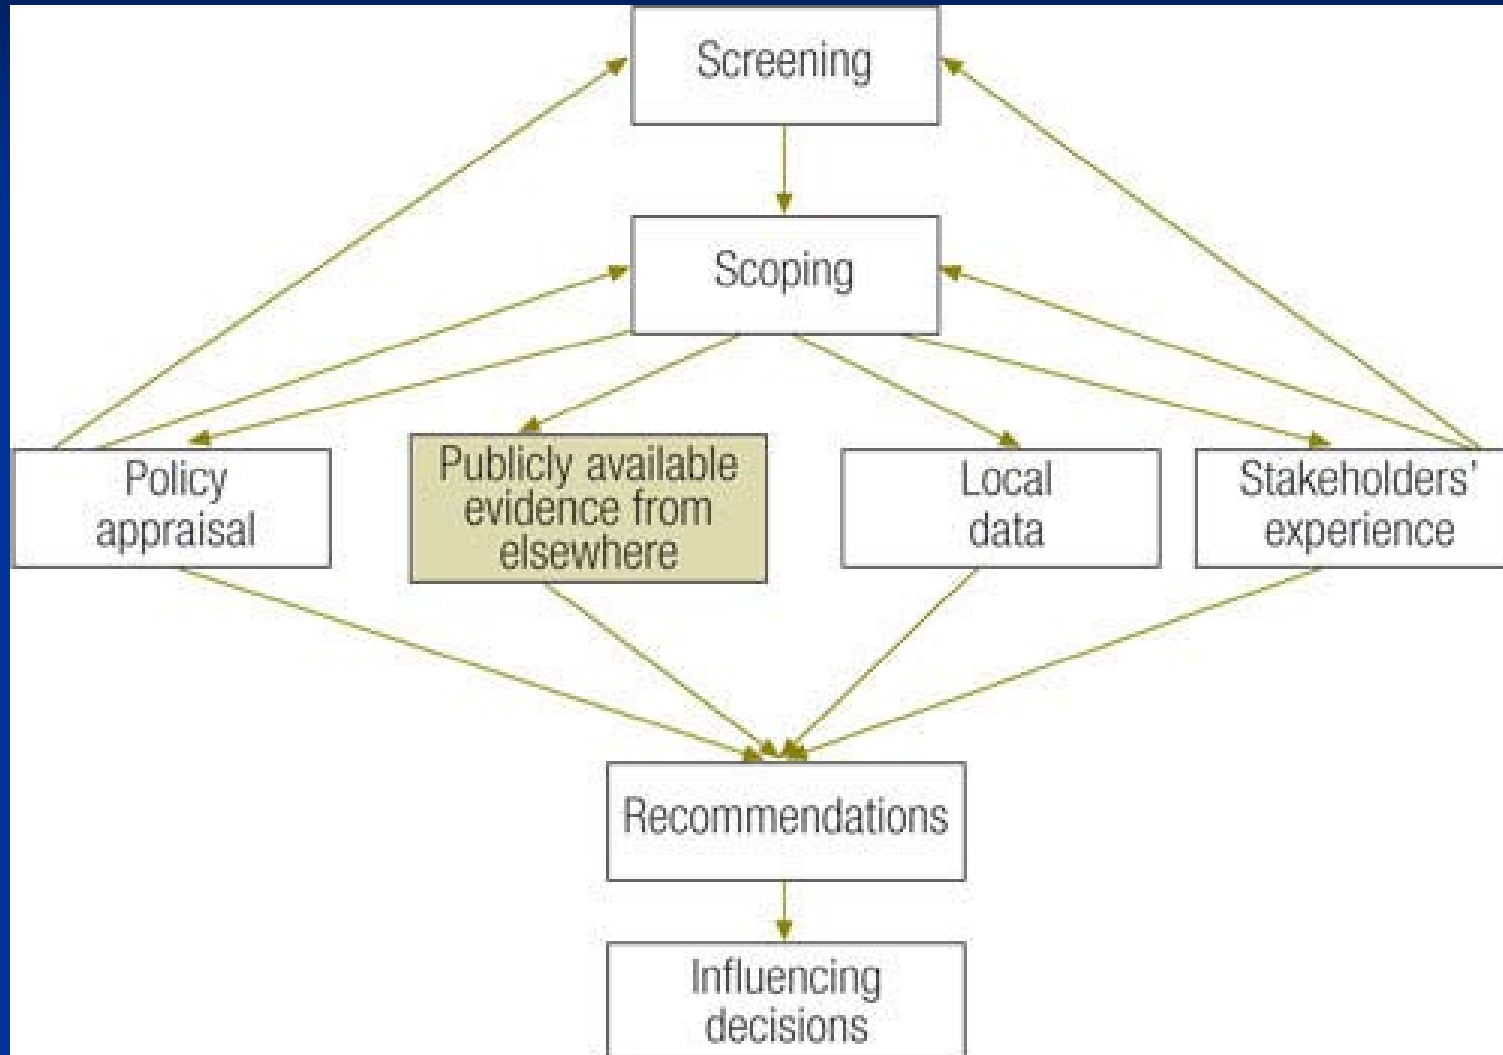 Screening
Scoping
Policy
appraisal
Publicly available
evidence from
elsewhere
Local
data
Stakeholders'
experience
Recommendations
Influencing
decisions